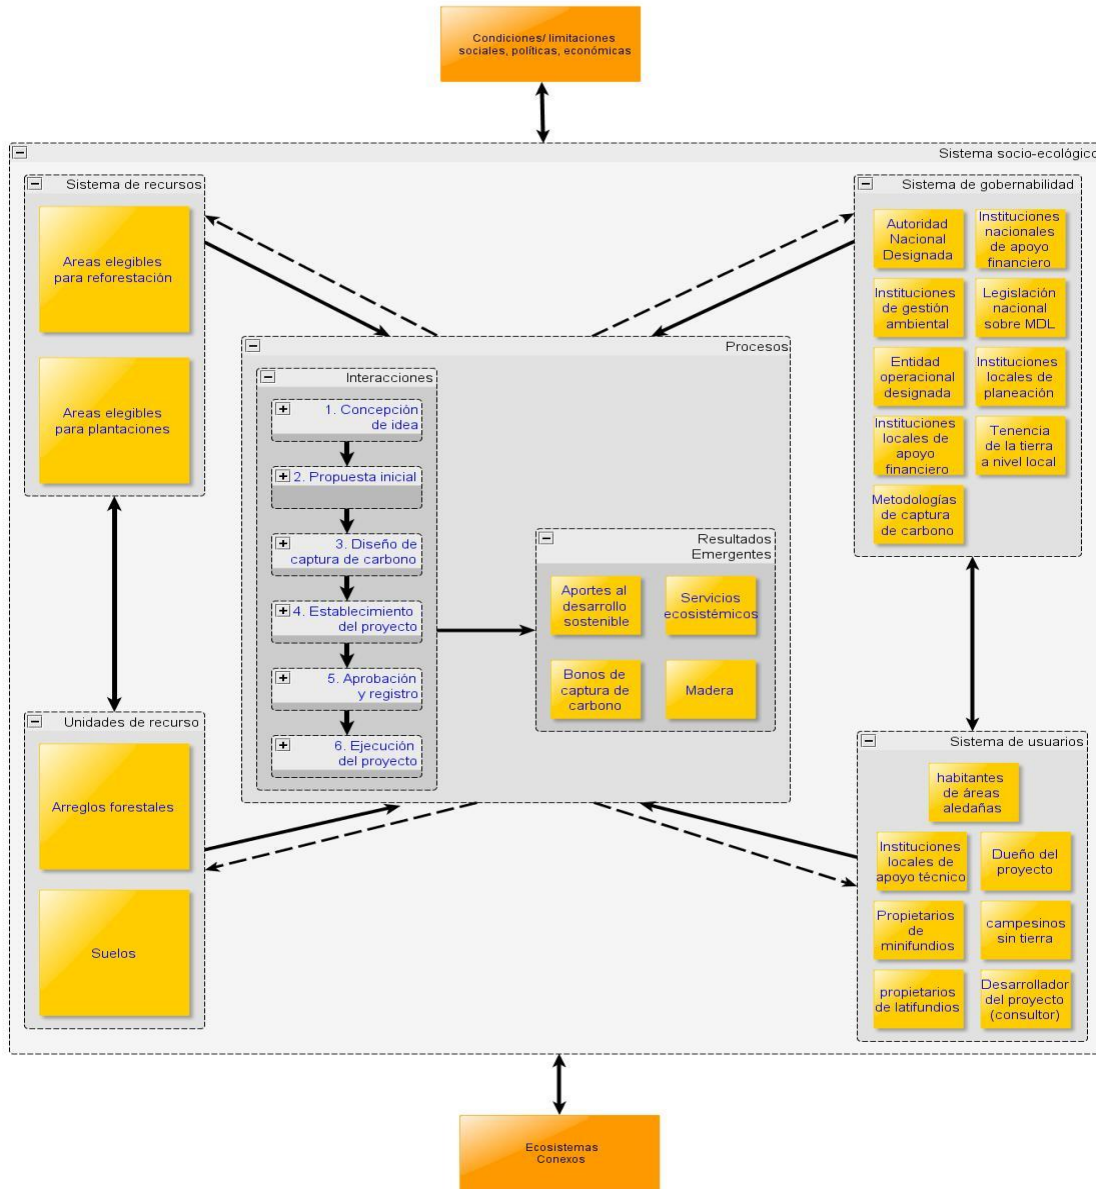 Condiciones/ limitaciones
sociales, políticas, económicas
Sistema socio-ecológico
Sistema de recursos
Areas elegibles
para reforestación
Areas elegibles
para plantaciones
Sistema de gobernabilidad
Autoridad
Nacional
Designada
Instituciones
nacionales
de apoyo
financiero
Instituciones
de gestión
ambiental
Legislación
nacional
sobre MDL
Entidad
operacional
designada
Instituciones
locales de
planeación
Instituciones
locales de
apoyo
financiero
Tenencia
de la tierra
a nivel local
Metodologías
de captura
de carbono
Procesos
Interacciones
1. Concepción
de idea
2. Propuesta inicial
3. Diseño de
captura de carbono
4. Establecimiento
del proyecto
5. Aprobación
y registro
6. Ejecución
del proyecto
Resultados
Emergentes
Aportes al
desarrollo
sostenible
Servicios
ecosistémicos
Bonos de
captura de
carbono
Madera
Unidades de recurso
Arreglos forestales
Suelos
Sistema de usuarios
habitantes
de áreas
aledañas
Instituciones
locales de
apoyo técnico
Dueño del
proyecto
Propietarios
de
minifundios
campesinos
sin tierra
propietarios
de latifundios
Desarrollador
del proyecto
(consultor)
Ecosistemas
Conexos